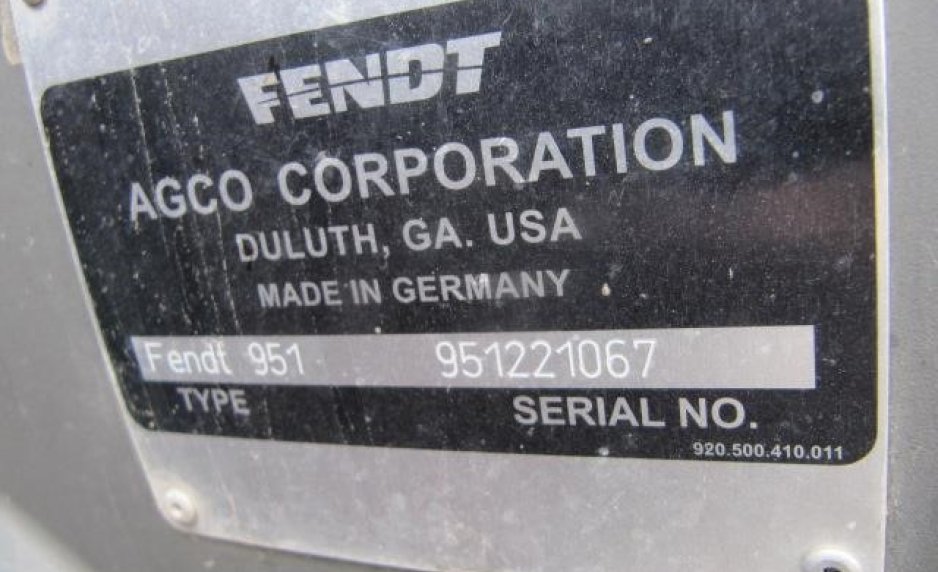 FENDT
AGCO CORPORATION
DULUTH, GA. USA
MADE IN GERMANY
Fendt 951 951221067
TYPE SERIAL NO.
920.500.410.011